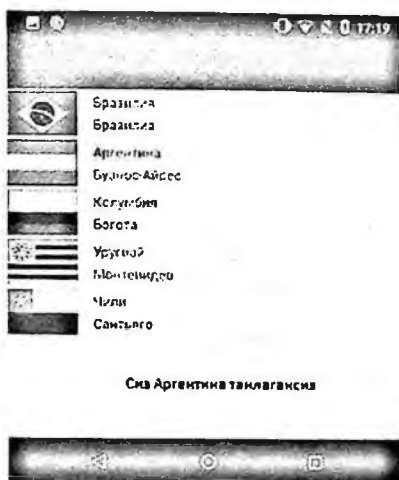 17:19
Бразилия
Бразилиа
Аргентина
Буэнос-Айрес
Колумбия
Богота
Уругвай
Монтевидео
Чили
Сантьяго
Сиз Аргентина танлагансиз